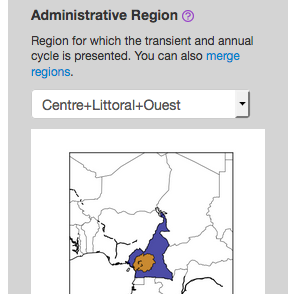 Administrative Region ?
Region for which the transient and annual
cycle is presented. You can also merge
regions.
Centre+Littoral+Ouest